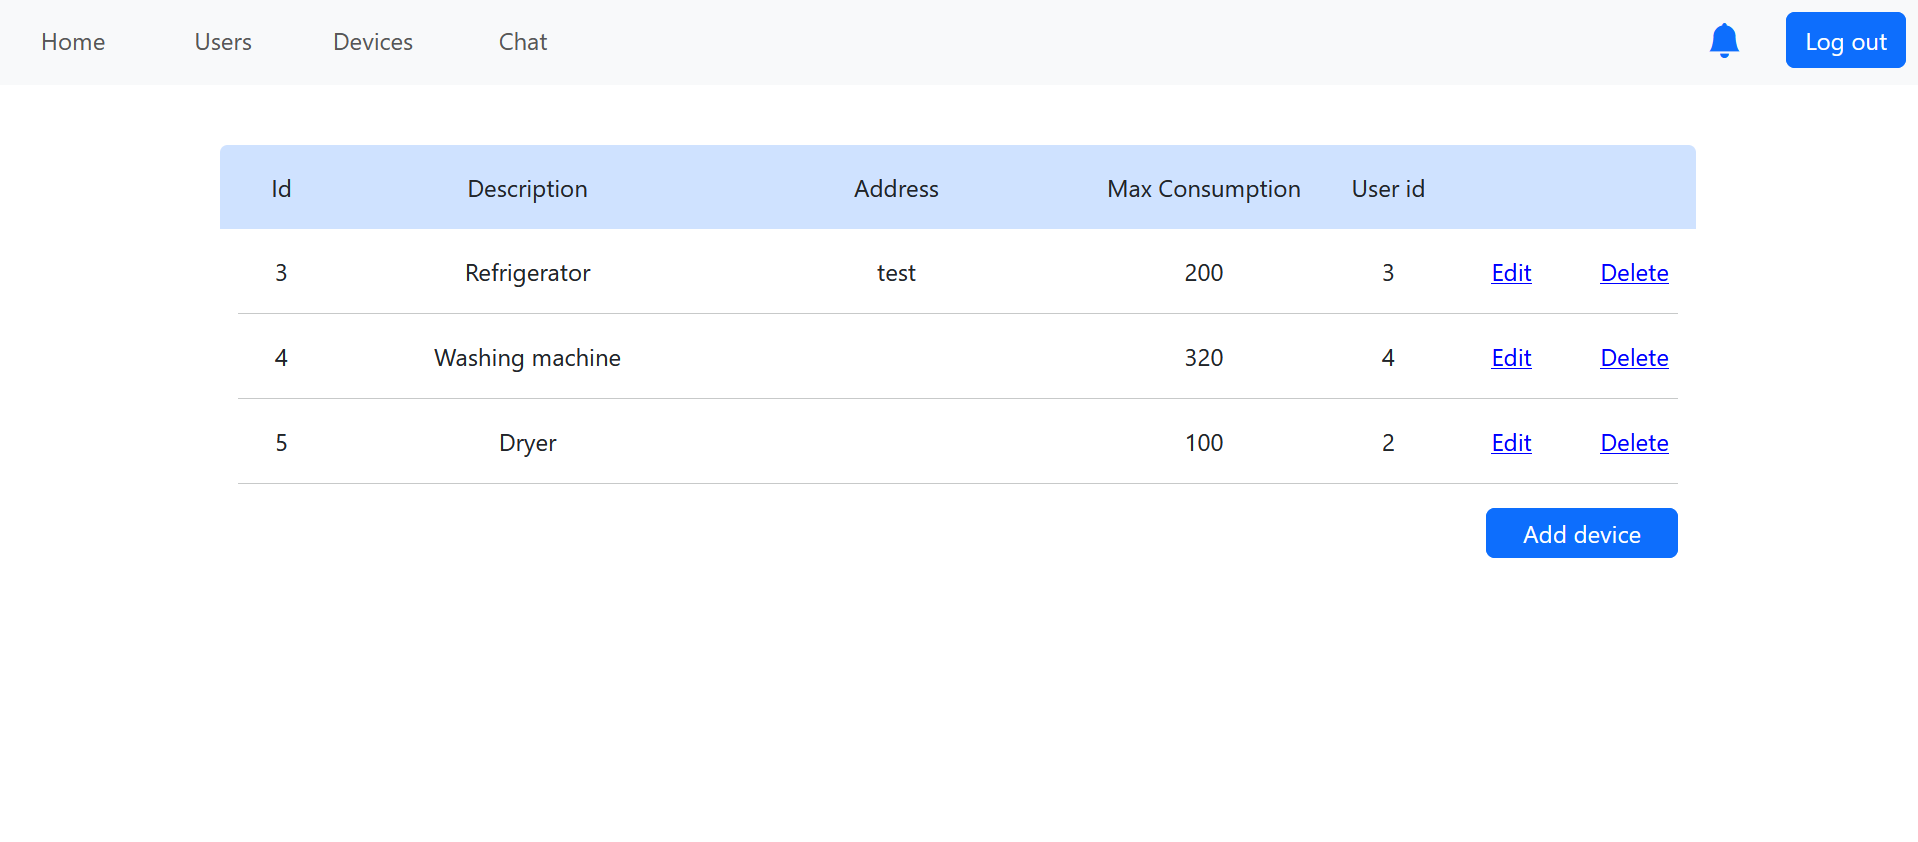 Home Users Devices Chat Log out
Id Description Address Max Consumption User id
3 Refrigerator test 200 3 Edit Delete
4 Washing machine 320 4 Edit Delete
5 Dryer 100 2 Edit Delete
Add device